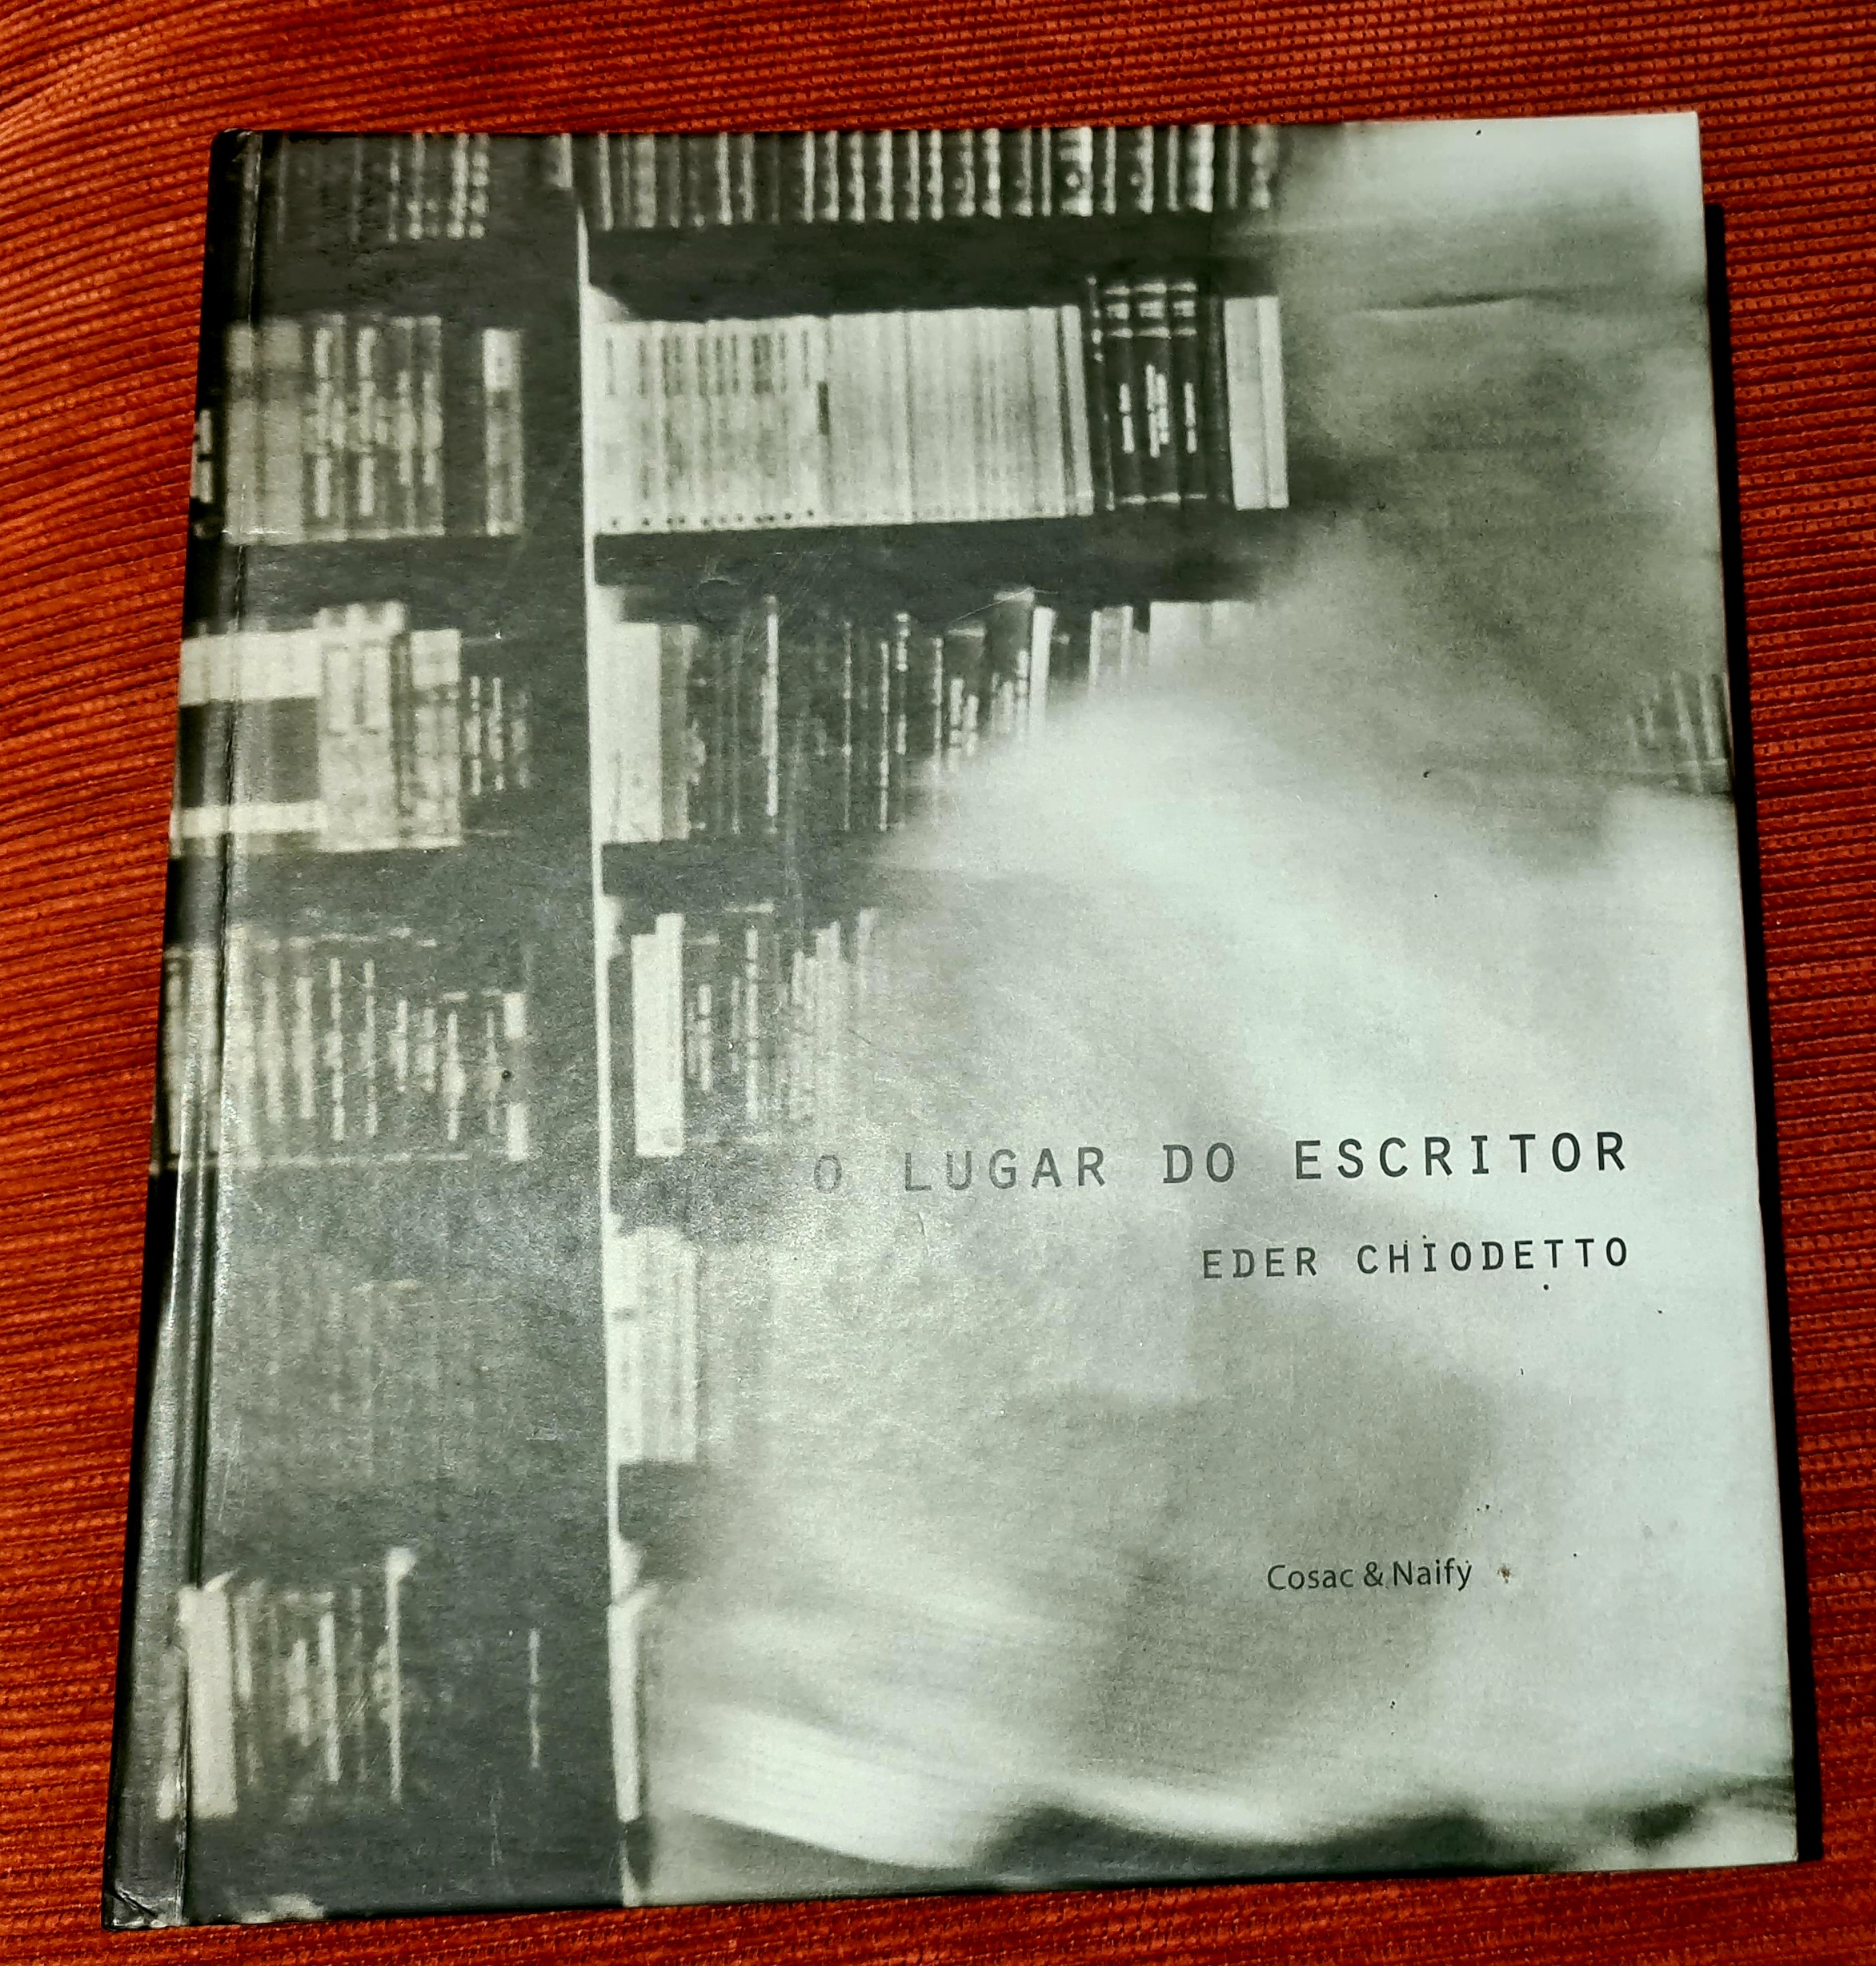 O LUGAR DO ESCRITOR
EDER CHIODETTO
Cosac & Naify